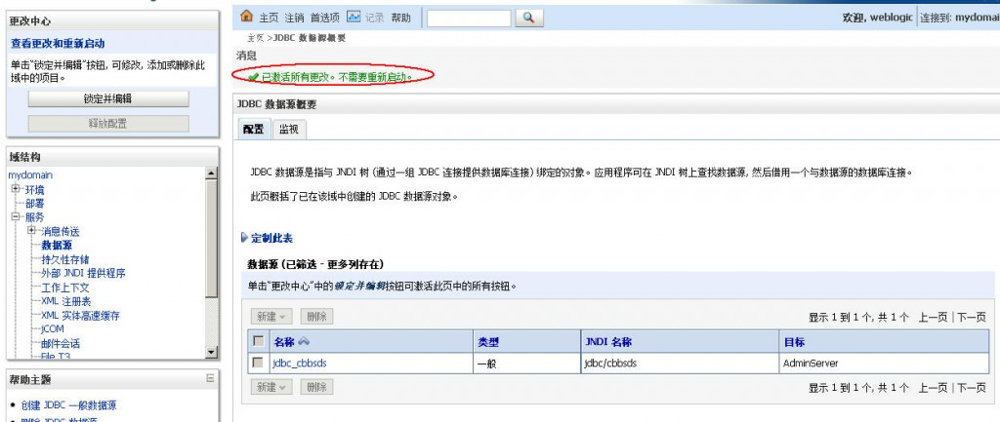 更改中心
查看更改和重新启动
单击"锁定并编辑"按钮, 可修改, 添加或删除此
域中的项目。
锁定并编辑
释放配置
域结构
mydomain
环境
部署
服务
消息传送
数据源
持久性存储
外部 JNDI 提供程序
工作上下文
XML 注册表
XML 实体高速缓存
jCOM
邮件会话
File T3
帮助主题
创建 JDBC 一般数据源
删除 JDBC 数据源
主页 注销 首选项 记录 帮助
欢迎, weblogic 连接到: mydomain
主页 >JDBC 数据源概要
消息
已激活所有更改。不需要重新启动。
JDBC 数据源概要
配置 监视
JDBC 数据源是指与 JNDI 树 (通过一组 JDBC 连接提供数据库连接) 绑定的对象。应用程序可在 JNDI 树上查找数据源, 然后借用一个与数据源的数据库连接。
此页概括了已在该域中创建的 JDBC 数据源对象。
定制此表
数据源 (已筛选 - 更多列存在)
单击"更改中心"中的锁定并编辑按钮可激活此页中的所有按钮。
新建 删除 显示 1 到 1 个, 共 1 个 上一页 | 下一页
名称 类型 JNDI 名称 目标
jdbc_cbbsds 一般 jdbc/cbbsds AdminServer
新建 删除 显示 1 到 1 个, 共 1 个 上一页 | 下一页